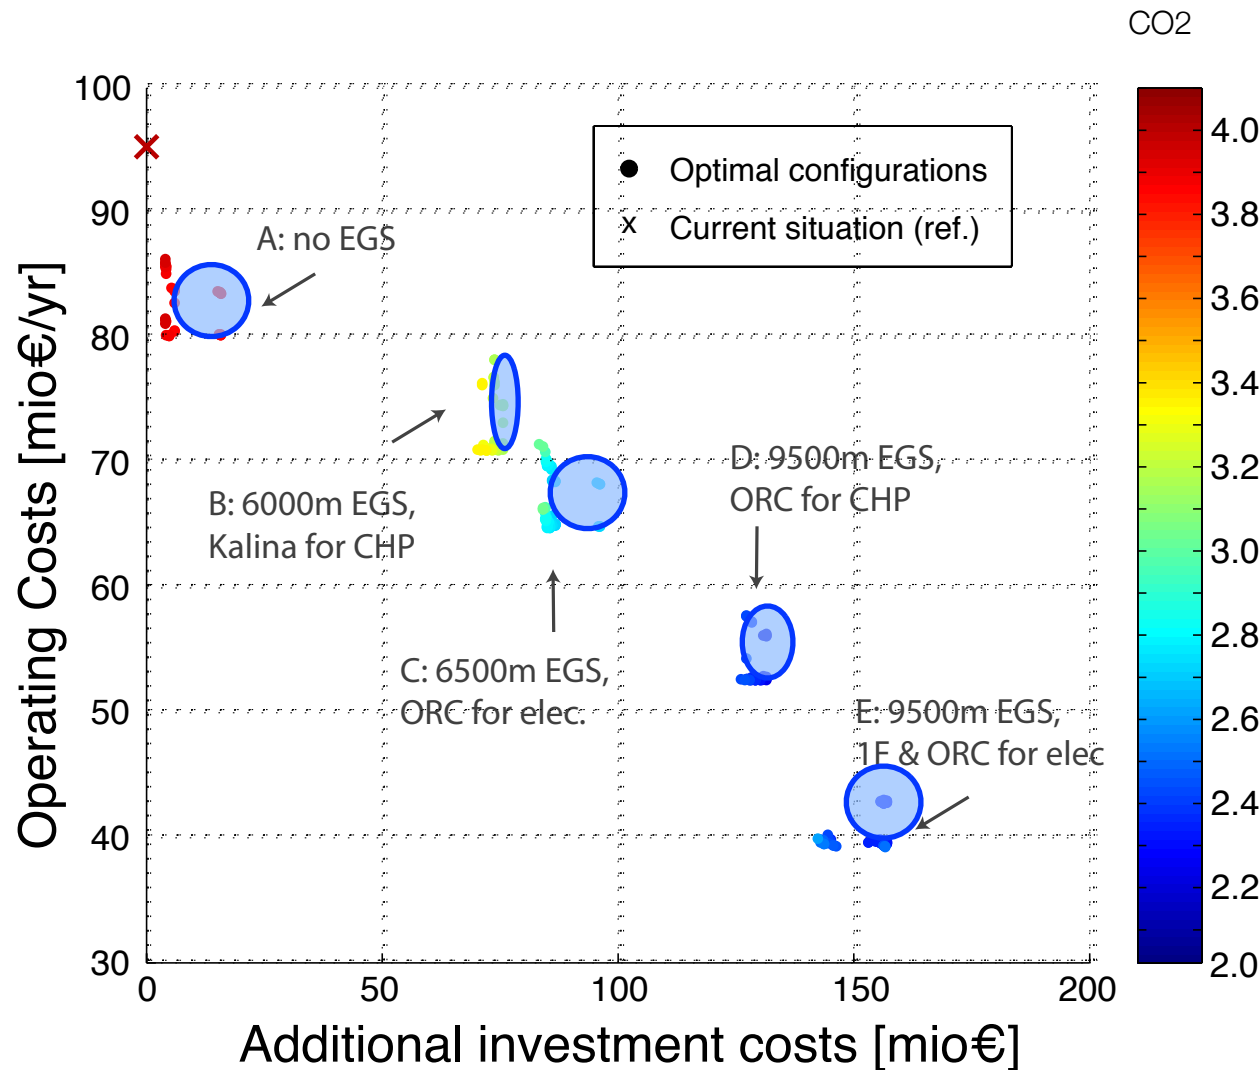 CO2
100
90
80
70
60
50
40
30
Operating Costs [mio€/yr]
Optimal configurations
x Current situation (ref.)
A: no EGS
B: 6000m EGS,
Kalina for CHP
C: 6500m EGS,
ORC for elec.
D: 9500m EGS,
ORC for CHP
E: 9500m EGS,
1F & ORC for elec
0
50
100
150
200
Additional investment costs [mio€]
4.0
3.8
3.6
3.4
3.2
3.0
2.8
2.6
2.4
2.2
2.0